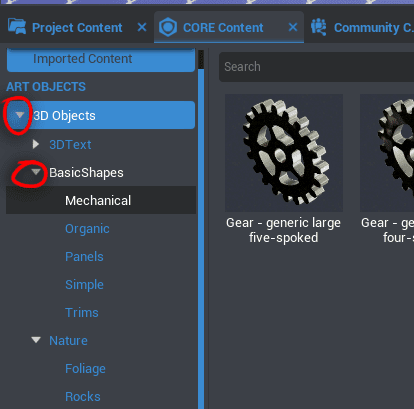 Project Content
CORE Content
Community C.
Imported Content
Search
ART OBJECTS
3D Objects
3DText
BasicShapes
Mechanical
Organic
Panels
Simple
Trims
Nature
Foliage
Rocks
Gear - generic large
five-spoked
Gear - ge
four-s